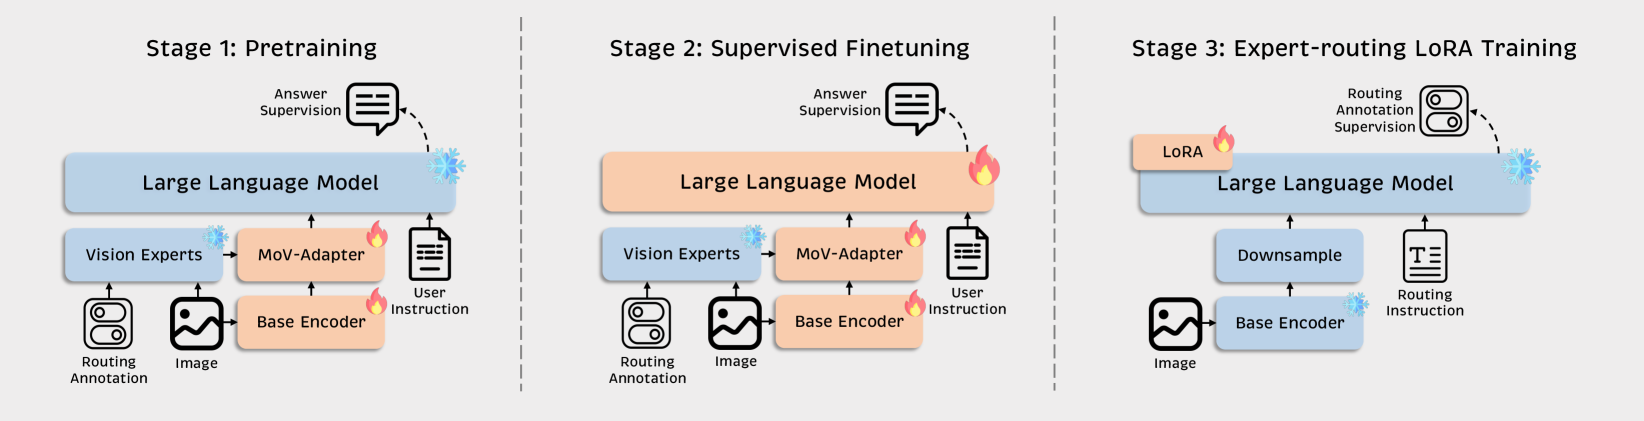 Stage 1: Pretraining
Answer
Supervision
Large Language Model
Vision Experts
MoV-Adapter
Base Encoder
User
Instruction
Routing
Annotation
Image
Stage 2: Supervised Finetuning
Answer
Supervision
Large Language Model
Vision Experts
MoV-Adapter
Base Encoder
User
Instruction
Routing
Annotation
Image
Stage 3: Expert-routing LoRA Training
Routing
Annotation
Supervision
LoRA
Large Language Model
Downsample
T
Base Encoder
Routing
Instruction
Image